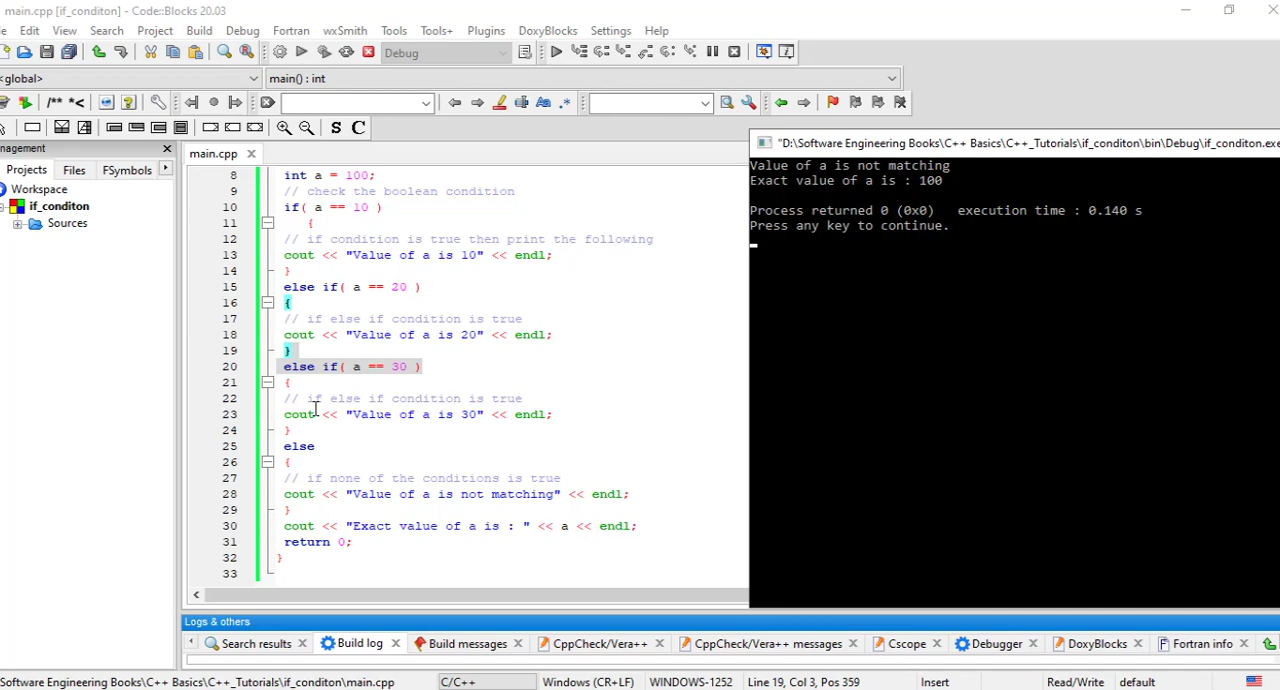 main.cpp [if_conditon] - Code::Blocks 20.03
Edit View Search Project Build Debug Fortran wxSmith Tools Tools+ Plugins DoxyBlocks Settings Help
Debug
<global> main() : int
/** *<
S C
nagement
Projects Files FSymbols
Workspace
if_conditon
Sources
main.cpp
8 int a = 100;
9 // check the boolean condition
10 if( a == 10 )
11 {
12 // if condition is true then print the following
13 cout << "Value of a is 10" << endl;
14 }
15 else if( a == 20 )
16 {
17 // if else if condition is true
18 cout << "Value of a is 20" << endl;
19 }
20 else if( a == 30 )
21 {
22 // if else if condition is true
23 cout << "Value of a is 30" << endl;
24 }
25 else
26 {
27 // if none of the conditions is true
28 cout << "Value of a is not matching" << endl;
29 }
30 cout << "Exact value of a is : " << a << endl;
31 return 0;
32 }
33
"D:\Software Engineering Books\C++ Basics\C++_Tutorials\if_conditon\bin\Debug\if_conditon.exe
Value of a is not matching
Exact value of a is : 100
Process returned 0 (0x0) execution time : 0.140 s
Press any key to continue.
Logs & others
Search results Build log Build messages CppCheck/Vera++ CppCheck/Vera++ messages Cscope Debugger DoxyBlocks Fortran info
Software Engineering Books\C++ Basics\C++_Tutorials\if_conditon\main.cpp C/C++ Windows (CR+LF) WINDOWS-1252 Line 19, Col 3, Pos 359 Insert Read/Write default